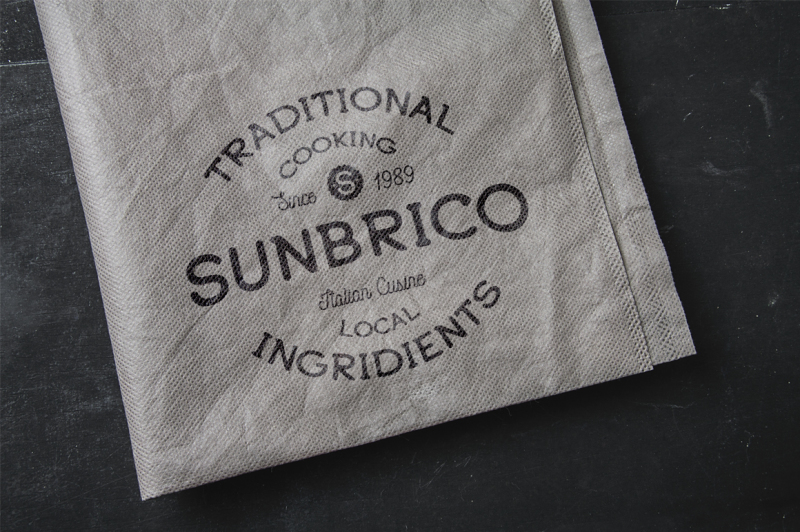 TRADITIONAL
COOKING
Since S 1989
SUNBRICO
Italian Cusine
LOCAL
INGRIDIENTS